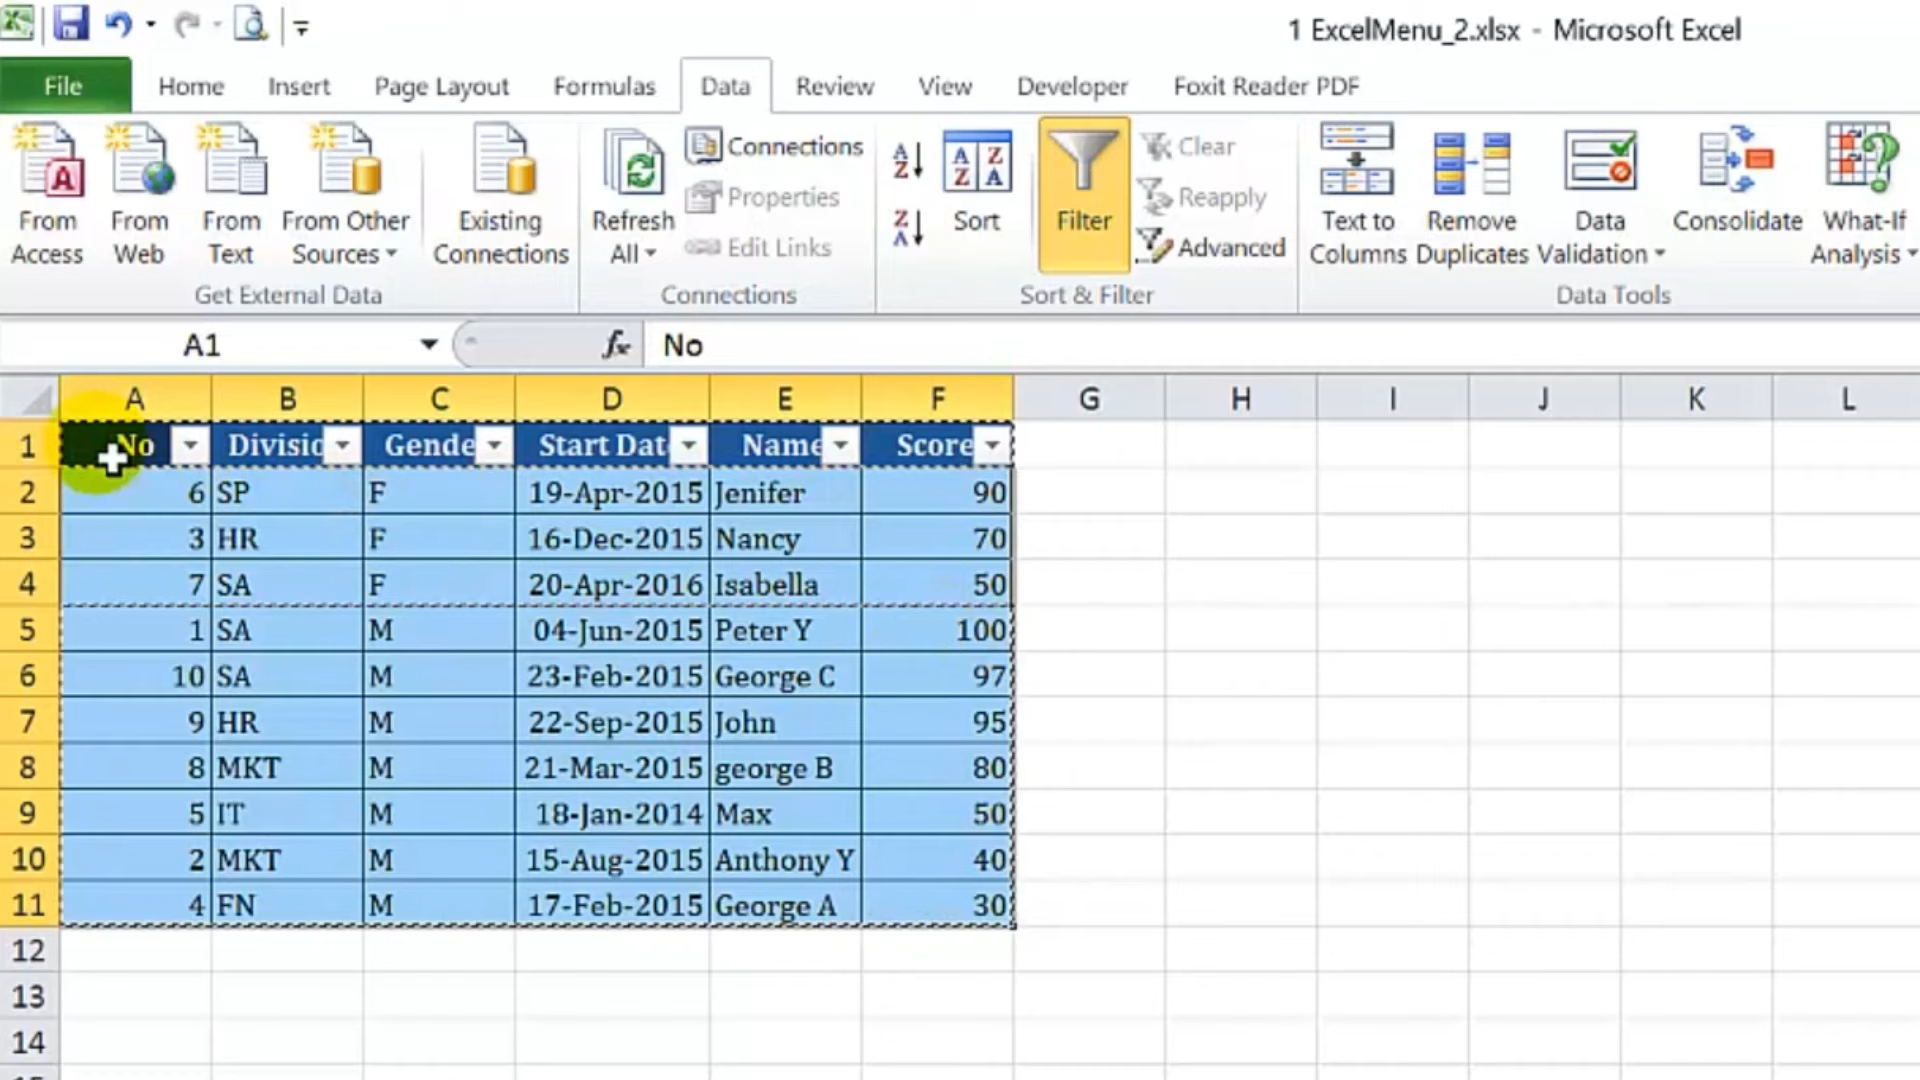 1 ExcelMenu_2.xlsx - Microsoft Excel
File Home Insert Page Layout Formulas Data Review View Developer Foxit Reader PDF
From Access
From Web
From Text
From Other Sources
Existing Connections
Get External Data
Refresh All
Connections
Properties
Edit Links
Connections
Sort
Filter
Clear
Reapply
Advanced
Sort & Filter
Text to Columns
Remove Duplicates
Data Validation
Consolidate
What-If Analysis
Data Tools
A1 fx No
A B C D E F G H I J K L
1 No Divisio Gende Start Dat Name Score
2 6 SP F 19-Apr-2015 Jenifer 90
3 3 HR F 16-Dec-2015 Nancy 70
4 7 SA F 20-Apr-2016 Isabella 50
5 1 SA M 04-Jun-2015 Peter Y 100
6 10 SA M 23-Feb-2015 George C 97
7 9 HR M 22-Sep-2015 John 95
8 8 MKT M 21-Mar-2015 george B 80
9 5 IT M 18-Jan-2014 Max 50
10 2 MKT M 15-Aug-2015 Anthony Y 40
11 4 FN M 17-Feb-2015 George A 30
12
13
14